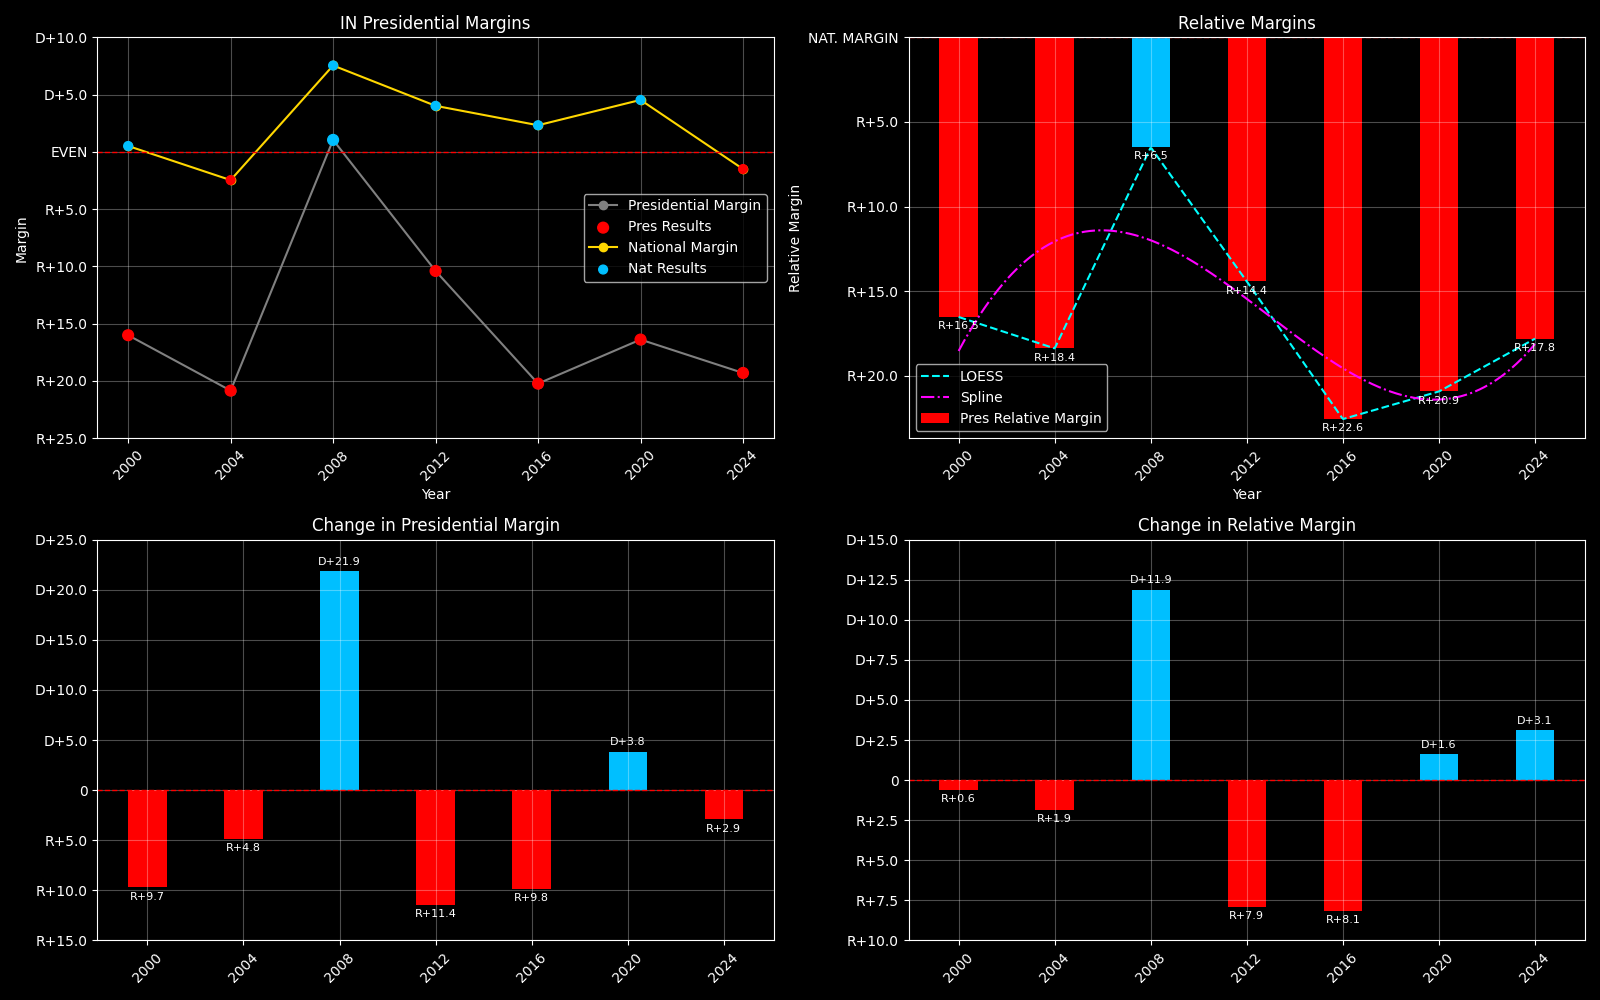 IN Presidential Margins
D+10.0
D+5.0
EVEN
R+5.0
R+10.0
R+15.0
R+20.0
R+25.0
Margin
Presidential Margin
Pres Results
National Margin
Nat Results
2000
2004
2008
2012
2016
2020
2024
Year
Relative Margins
NAT. MARGIN
R+5.0
R+10.0
R+15.0
R+20.0
Relative Margin
R+16.5
R+18.4
R+6.5
R+14.4
R+22.6
R+20.9
R+17.8
LOESS
Spline
Pres Relative Margin
2000
2004
2008
2012
2016
2020
2024
Year
Change in Presidential Margin
D+25.0
D+20.0
D+15.0
D+10.0
D+5.0
0
R+5.0
R+10.0
R+15.0
R+9.7
R+4.8
D+21.9
R+11.4
R+9.8
D+3.8
R+2.9
2000
2004
2008
2012
2016
2020
2024
Change in Relative Margin
D+15.0
D+12.5
D+10.0
D+7.5
D+5.0
D+2.5
0
R+2.5
R+5.0
R+7.5
R+10.0
R+0.6
R+1.9
D+11.9
R+7.9
R+8.1
D+1.6
D+3.1
2000
2004
2008
2012
2016
2020
2024